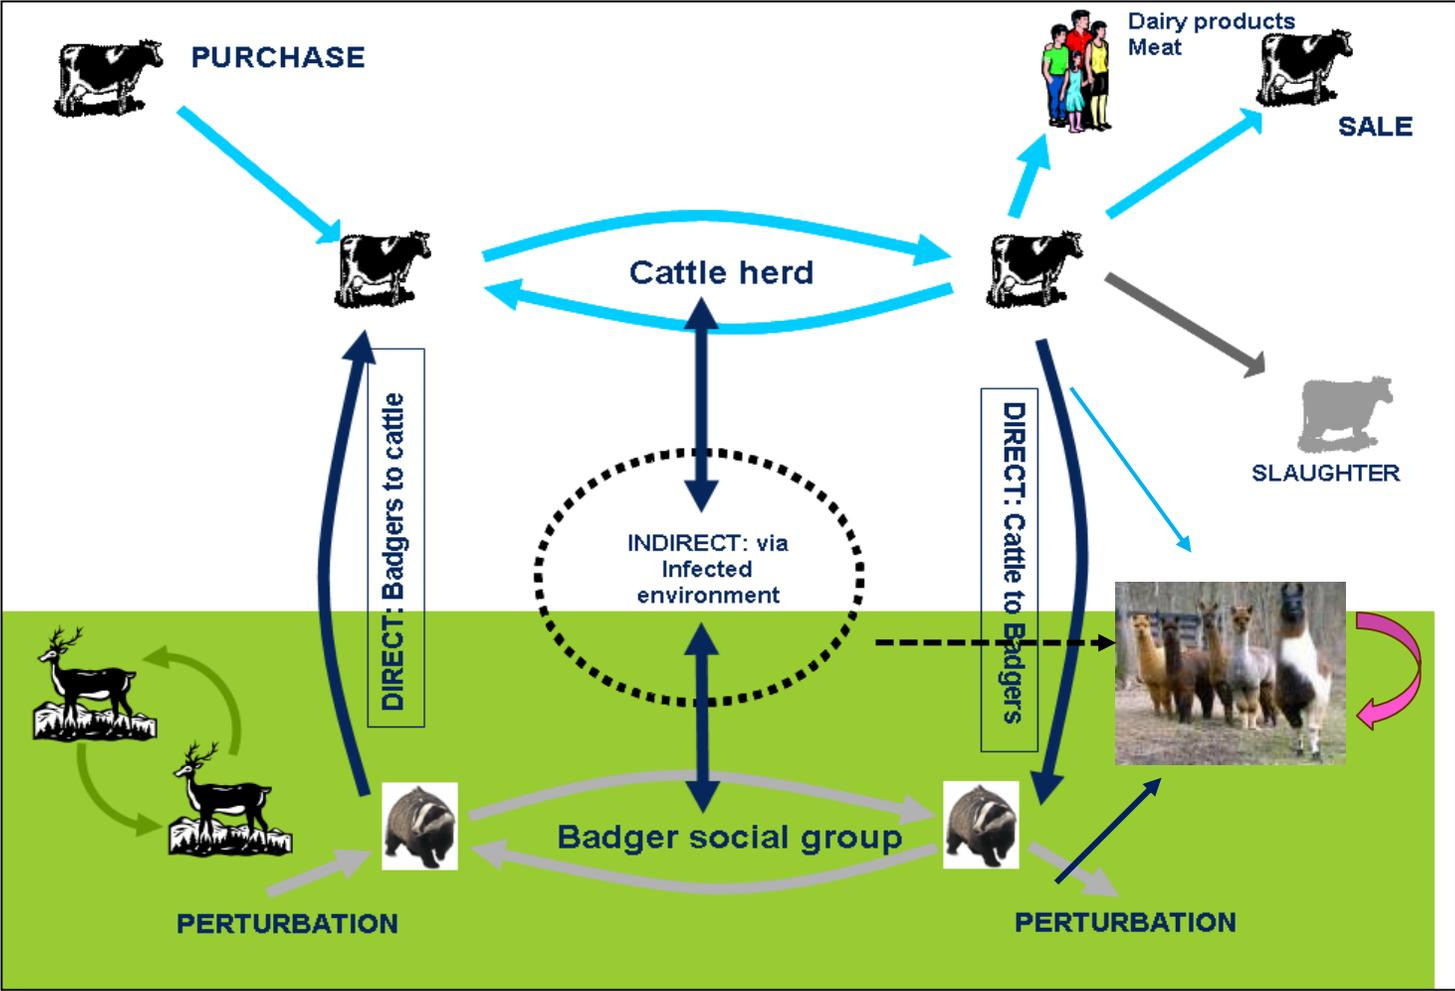 PURCHASE
Dairy products
Meat
SALE
Cattle herd
SLAUGHTER
DIRECT: Badgers to cattle
DIRECT: Cattle to Badgers
INDIRECT: via
Infected
environment
Badger social group
PERTURBATION
PERTURBATION